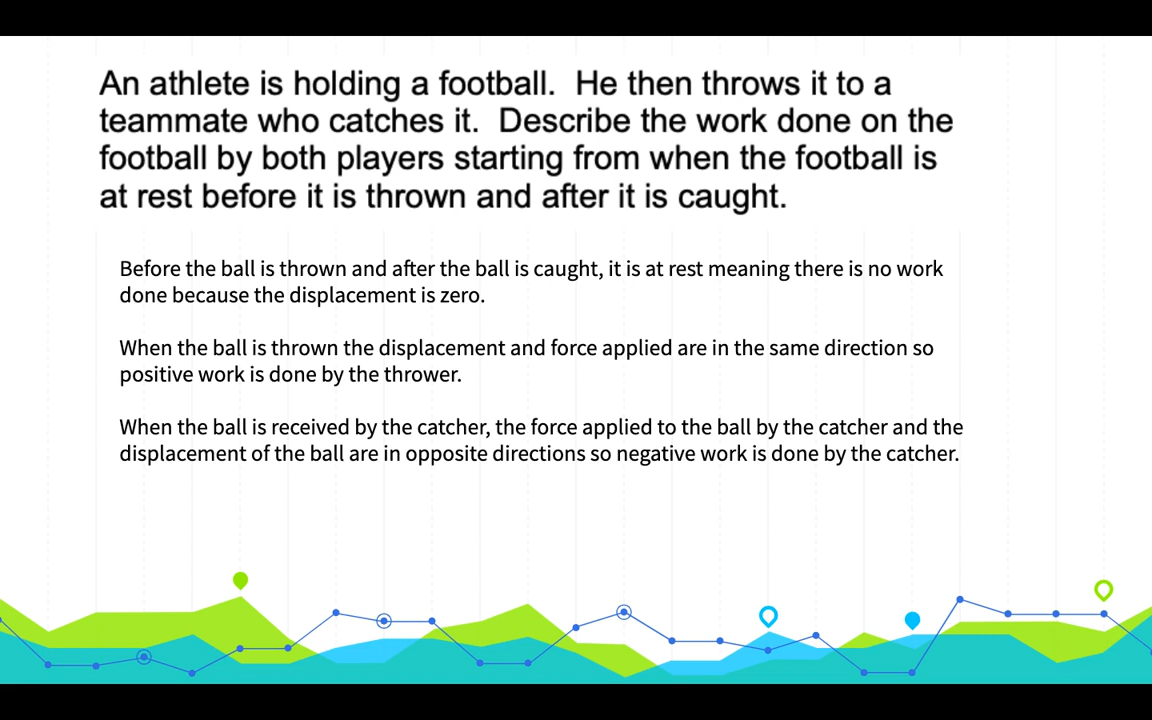 An athlete is holding a football.  He then throws it to a
teammate who catches it.  Describe the work done on the
football by both players starting from when the football is
at rest before it is thrown and after it is caught.
Before the ball is thrown and after the ball is caught, it is at rest meaning there is no work
done because the displacement is zero.
When the ball is thrown the displacement and force applied are in the same direction so
positive work is done by the thrower.
When the ball is received by the catcher, the force applied to the ball by the catcher and the
displacement of the ball are in opposite directions so negative work is done by the catcher.